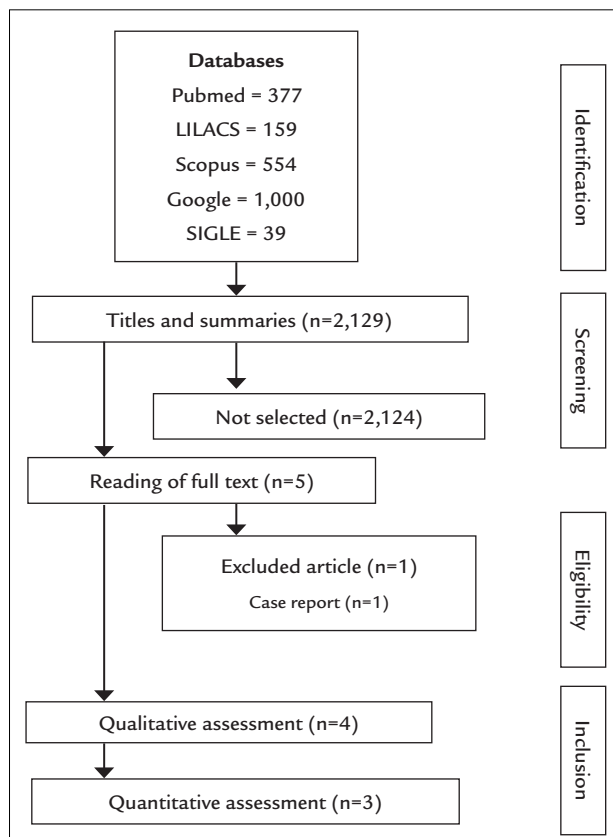 Databases
Pubmed = 377
LILACS = 159
Scopus = 554
Google = 1,000
SIGLE = 39
Identification
Titles and summaries (n=2,129)
Not selected (n=2,124)
Screening
Reading of full text (n=5)
Excluded article (n=1)
Case report (n=1)
Eligibility
Qualitative assessment (n=4)
Quantitative assessment (n=3)
Inclusion